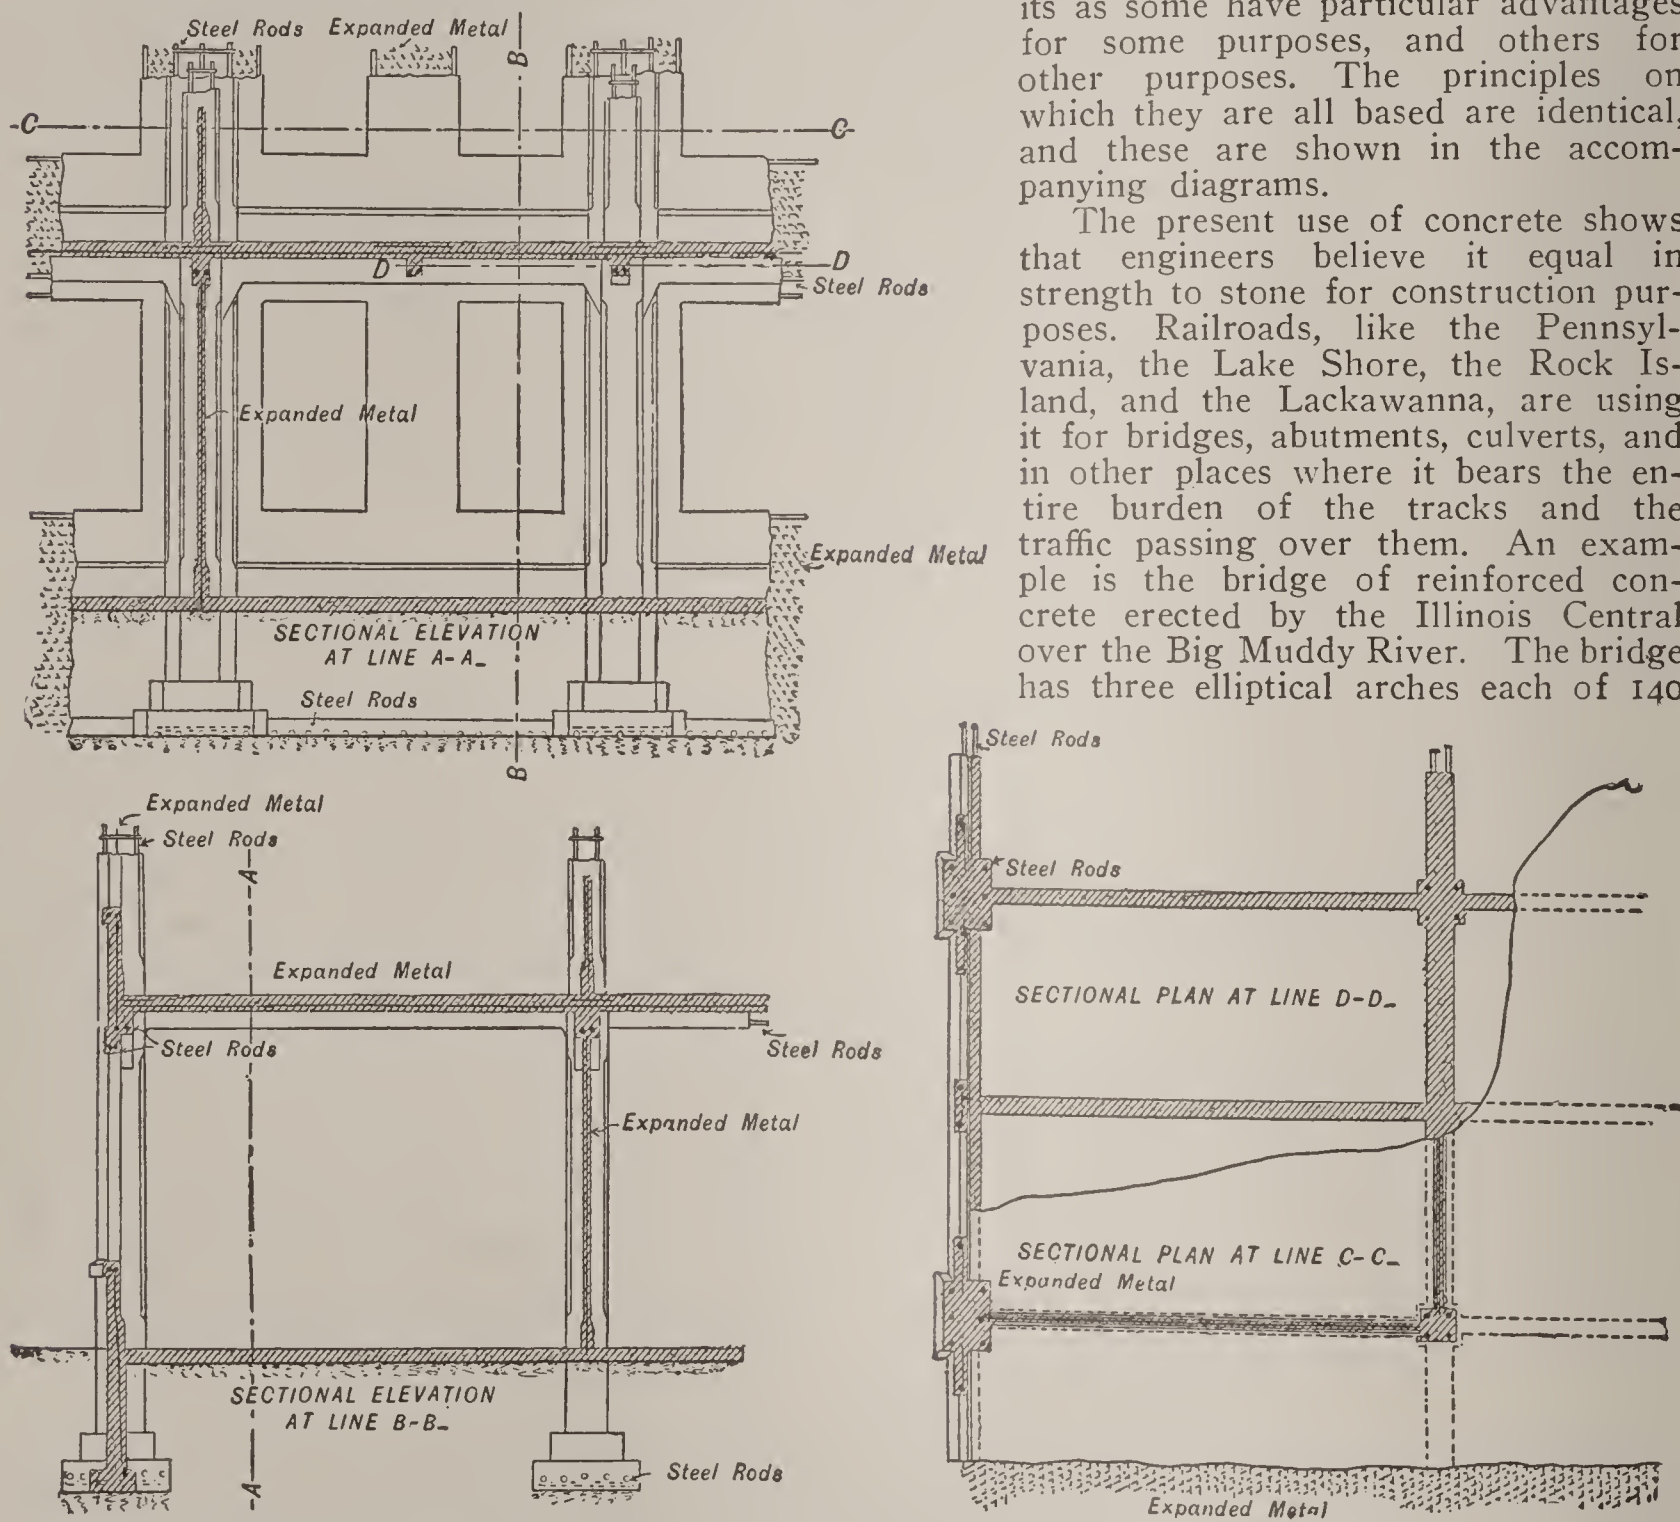 its as some have particular advantages
for some purposes, and others for
other purposes. The principles on
which they are all based are identical,
and these are shown in the accom-
panying diagrams.
The present use of concrete shows
that engineers believe it equal in
strength to stone for construction pur-
poses. Railroads, like the Pennsyl-
vania, the Lake Shore, the Rock Is-
land, and the Lackawanna, are using
it for bridges, abutments, culverts, and
in other places where it bears the en-
tire burden of the tracks and the
traffic passing over them. An exam-
ple is the bridge of reinforced con-
crete erected by the Illinois Central
over the Big Muddy River. The bridge
has three elliptical arches each of 140
Steel Rods Expanded Metal
B
C C
D D
Steel Rods
Expanded Metal
Expanded Metal
SECTIONAL ELEVATION
AT LINE A-A
Steel Rods
B
Expanded Metal
Steel Rods
A
Expanded Metal
Steel Rods
Steel Rods
Expanded Metal
SECTIONAL ELEVATION
AT LINE B-B
Steel Rods
A
Steel Rods
Steel Rods
SECTIONAL PLAN AT LINE D-D
SECTIONAL PLAN AT LINE C-C
Expanded Metal
Expanded Metal